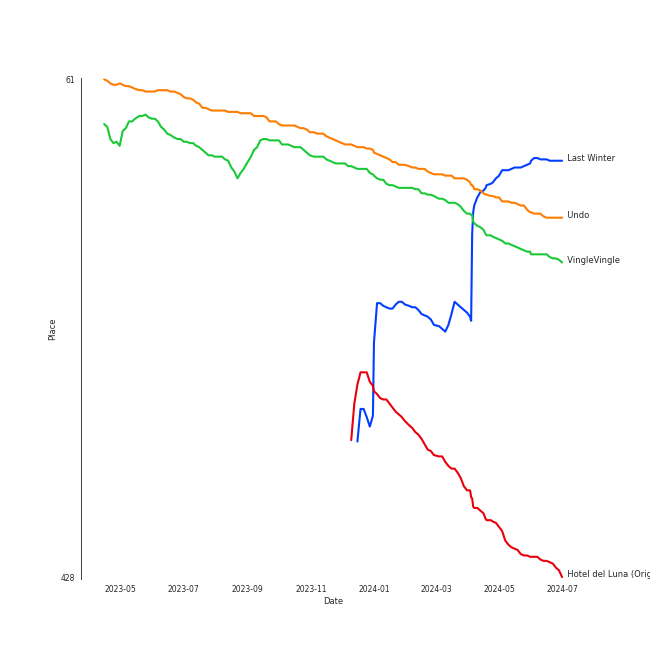 61
Last Winter
Undo
VingleVingle
Place
Hotel del Luna (Orig
428
2023-05 2023-07 2023-09 2023-11 2024-01 2024-03 2024-05 2024-07
Date